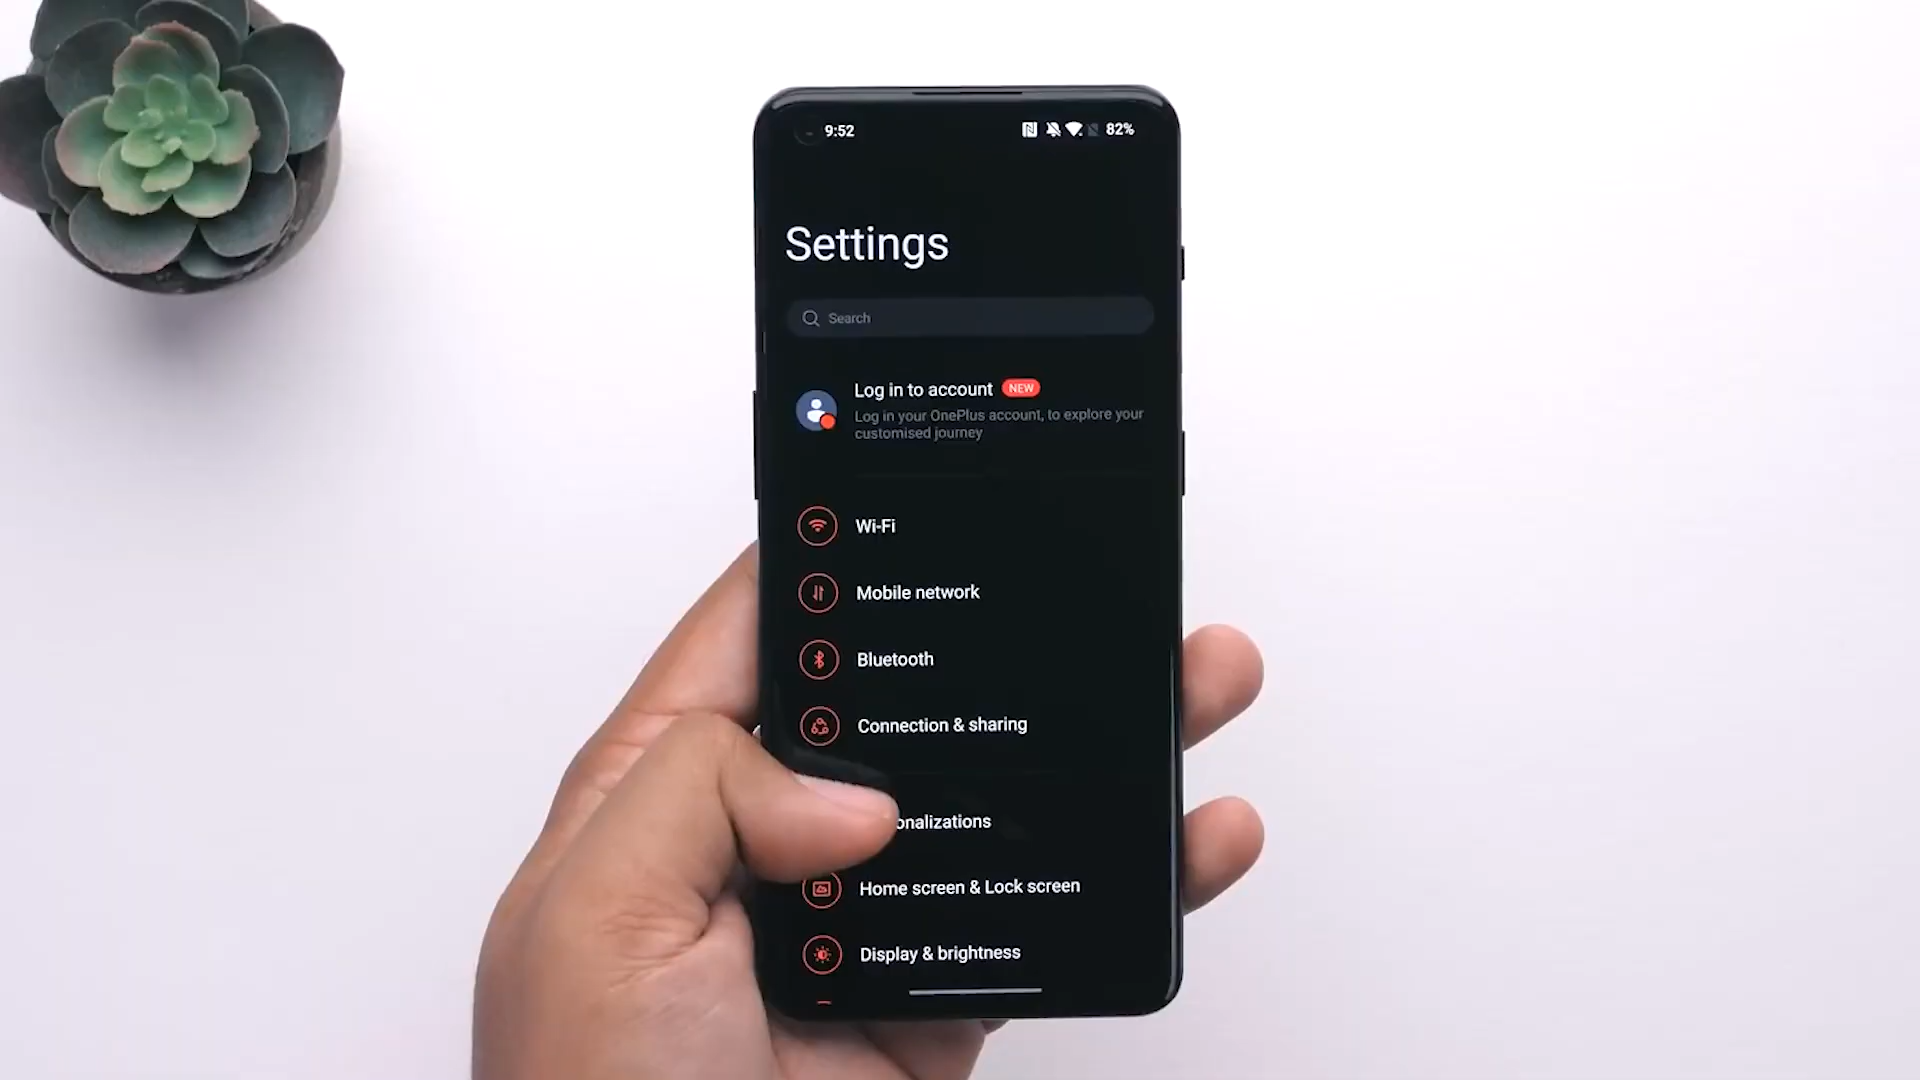 9:52
82%
Settings
Search
Log in to account NEW
Log in your OnePlus account, to explore your
customised journey
Wi-Fi
Mobile network
Bluetooth
Connection & sharing
onalizations
Home screen & Lock screen
Display & brightness